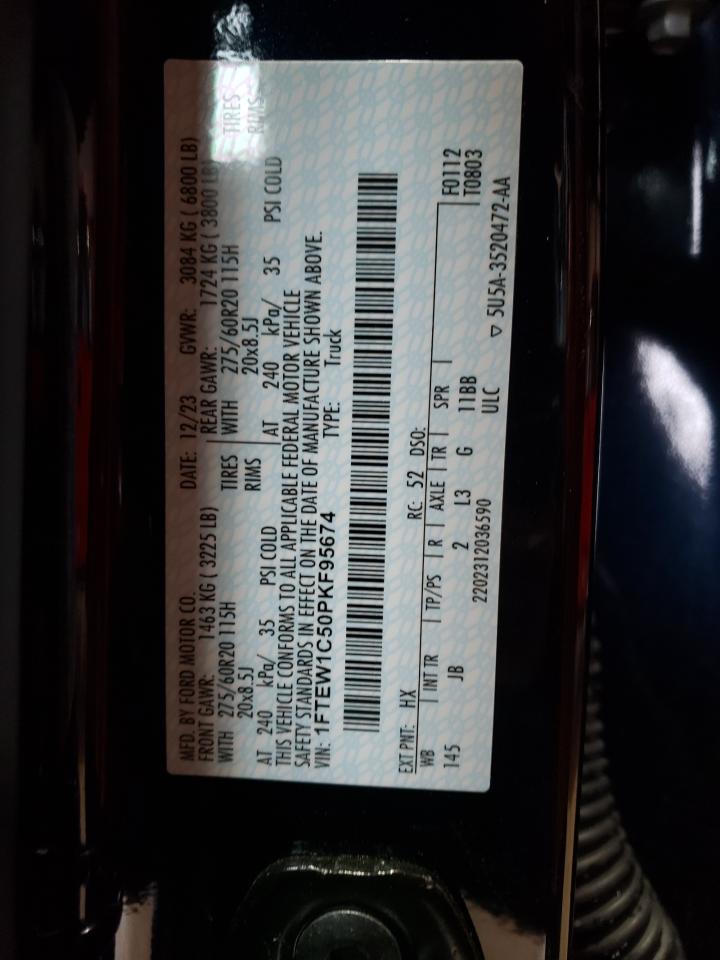 MFD. BY FORD MOTOR CO. DATE: 12/23 GVWR: 3084 KG ( 6800 LB)
FRONT GAWR: 1463 KG ( 3225 LB) REAR GAWR: 1724 KG ( 3800 LB)
WITH 275/60R20 115H TIRES WITH 275/60R20 115H TIRES
20x8.5J RIMS 20x8.5J RIMS
AT 240 kPa/ 35 PSI COLD AT 240 kPa/ 35 PSI COLD
THIS VEHICLE CONFORMS TO ALL APPLICABLE FEDERAL MOTOR VEHICLE
SAFETY STANDARDS IN EFFECT ON THE DATE OF MANUFACTURE SHOWN ABOVE.
VIN: 1FTEW1C50PKF95674 TYPE: Truck
EXT PNT: HX RC: 52 DSO: F0112
WB INT TR TP/PS R AXLE TR SPR T0803
145 JB 2 L3 G 11BB
2202312036590 ULC ▽ 5U5A-3520472-AA